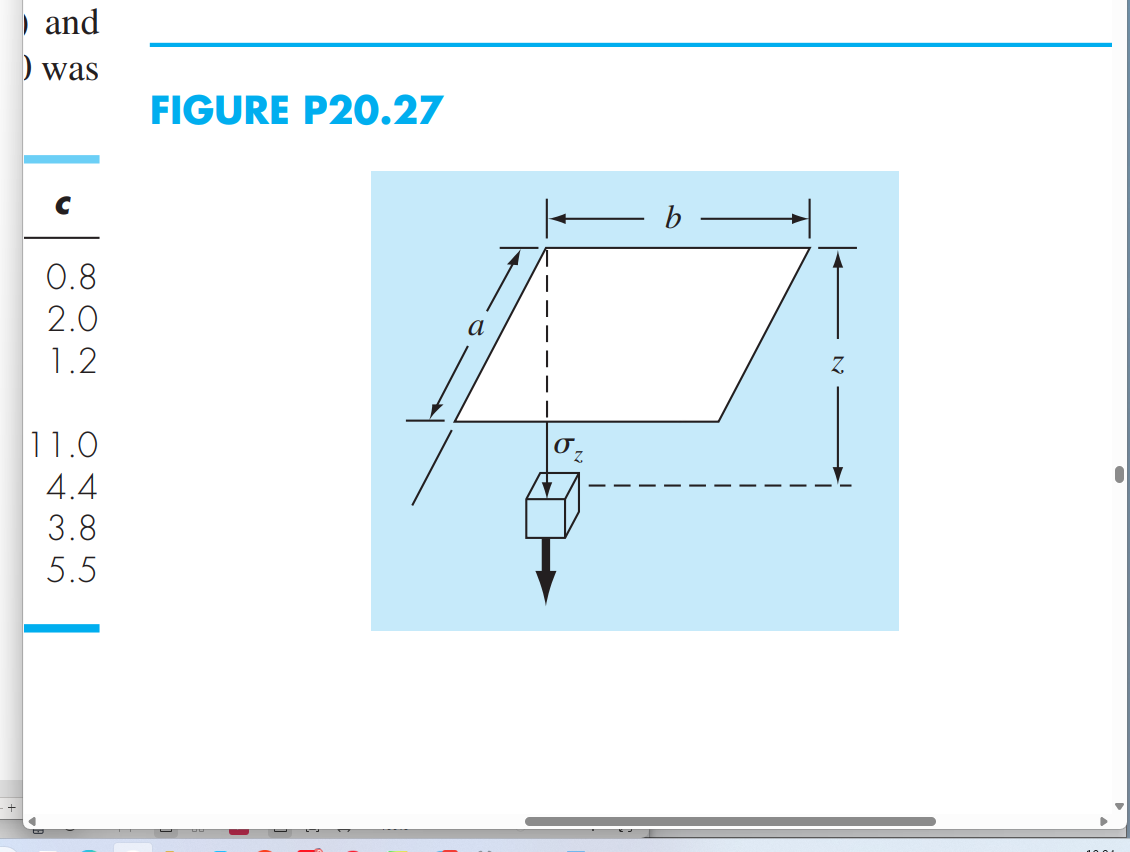 ) and
) was
FIGURE P20.27
c
0.8
2.0
1.2
11.0
4.4
3.8
5.5
b
a
z
σz